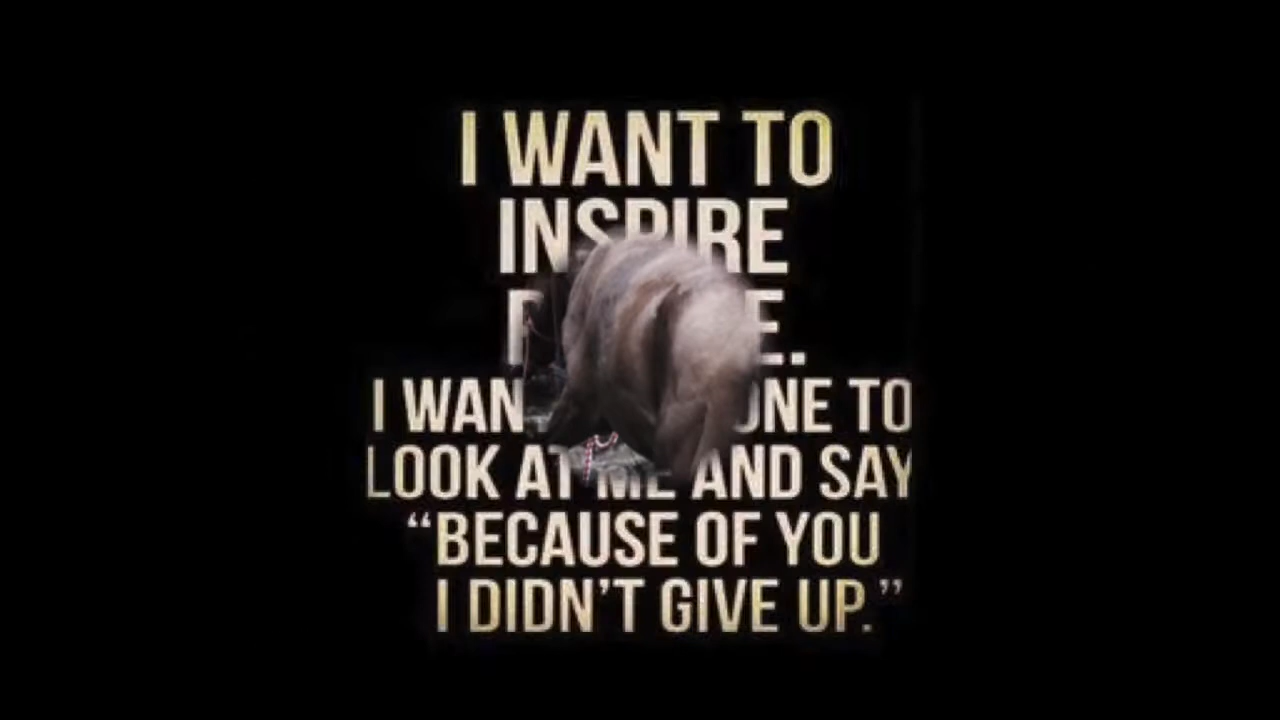 I WANT TO
INSPIRE
I TO
LOOK AT ME AND SAY
“BECAUSE OF YOU
I DIDN’T GIVE UP.”